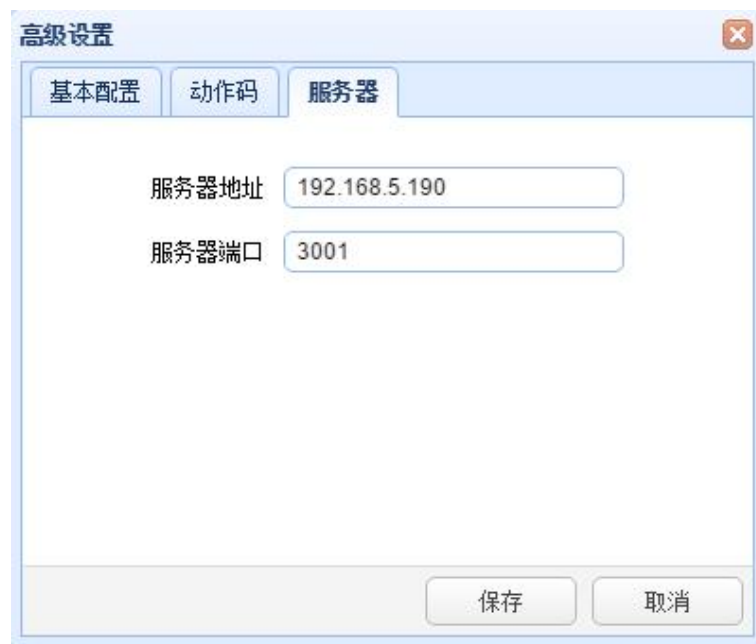 高级设置
基本配置 动作码 服务器
服务器地址 192.168.5.190
服务器端口 3001
保存 取消